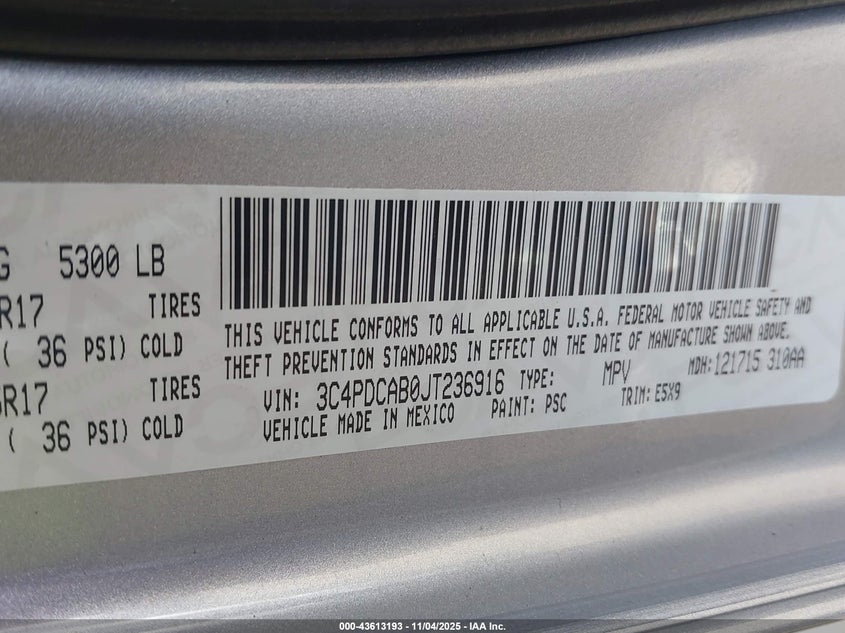 G 5300 LB
R17 TIRES
( 36 PSI) COLD
R17 TIRES
( 36 PSI) COLD
THIS VEHICLE CONFORMS TO ALL APPLICABLE U.S.A. FEDERAL MOTOR VEHICLE SAFETY AND
THEFT PREVENTION STANDARDS IN EFFECT ON THE DATE OF MANUFACTURE SHOWN ABOVE.
VIN: 3C4PDCAB0JT236916 TYPE: MPV MDH: 121715 310AA
VEHICLE MADE IN MEXICO PAINT: PSC TRIM: E5X9
000-43613193 - 11/04/2025 - IAA Inc.